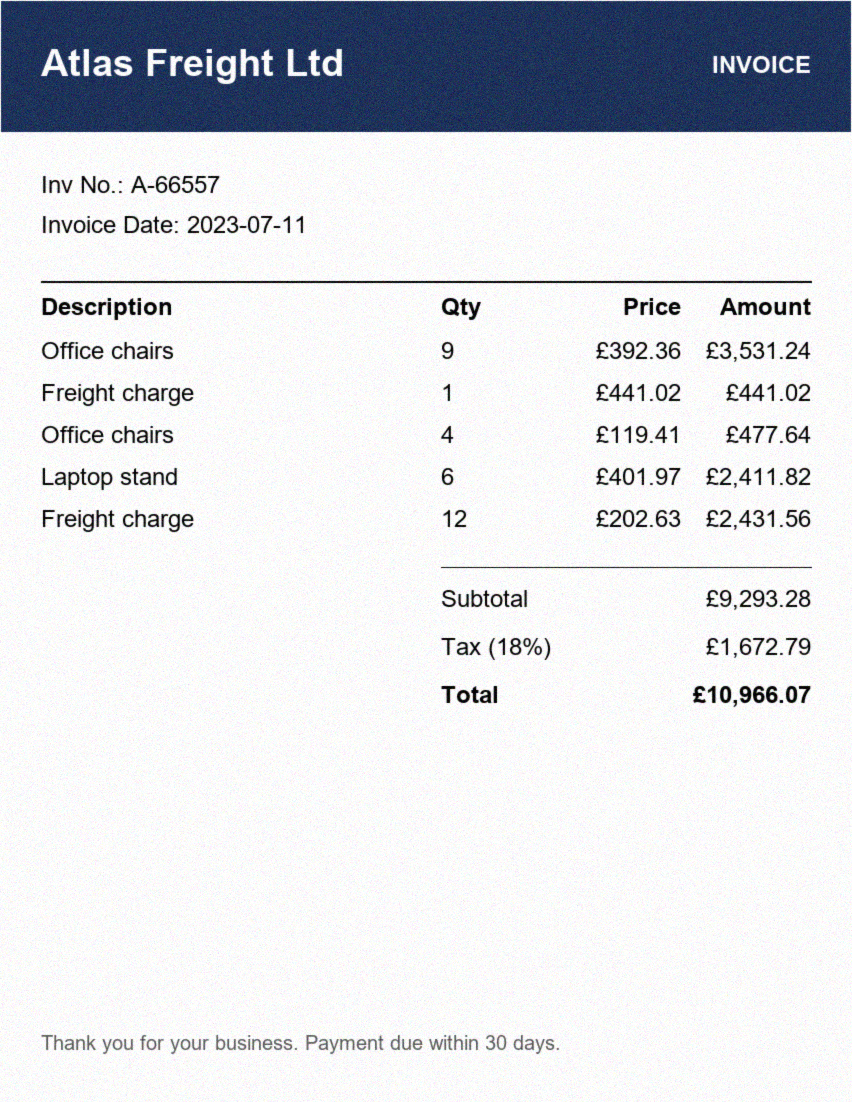 Atlas Freight Ltd INVOICE
Inv No.: A-66557
Invoice Date: 2023-07-11
Description Qty Price Amount
Office chairs 9 £392.36 £3,531.24
Freight charge 1 £441.02 £441.02
Office chairs 4 £119.41 £477.64
Laptop stand 6 £401.97 £2,411.82
Freight charge 12 £202.63 £2,431.56
Subtotal £9,293.28
Tax (18%) £1,672.79
Total £10,966.07
Thank you for your business. Payment due within 30 days.